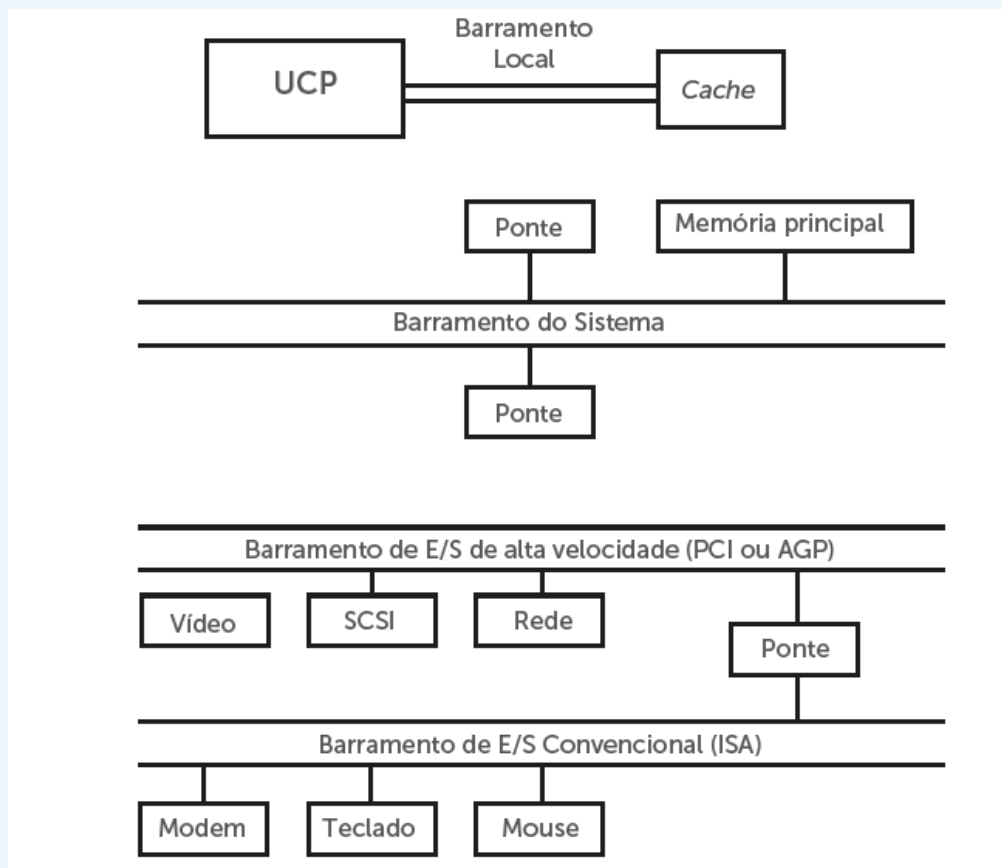 Barramento
Local
UCP
Cache
Ponte
Memória principal
Barramento do Sistema
Ponte
Barramento de E/S de alta velocidade (PCI ou AGP)
Vídeo
SCSI
Rede
Ponte
Barramento de E/S Convencional (ISA)
Modem
Teclado
Mouse